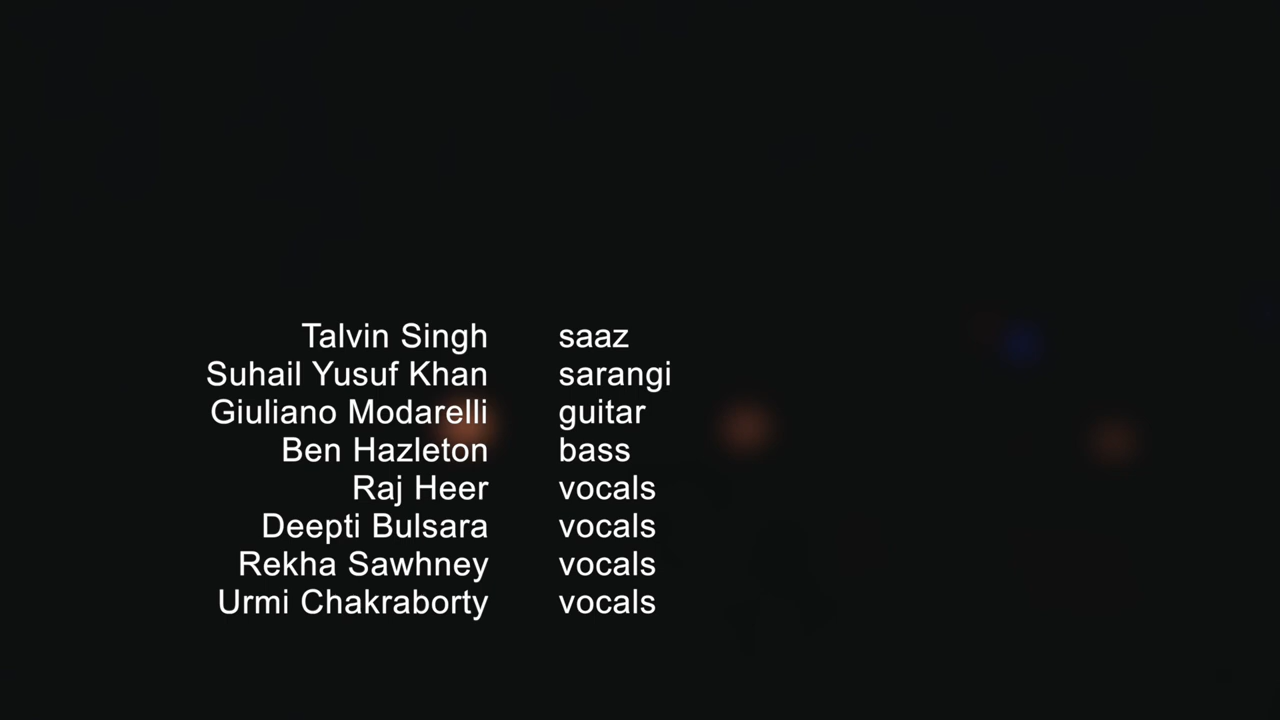 Talvin Singh saaz
Suhail Yusuf Khan sarangi
Giuliano Modarelli guitar
Ben Hazleton bass
Raj Heer vocals
Deepti Bulsara vocals
Rekha Sawhney vocals
Urmi Chakraborty vocals